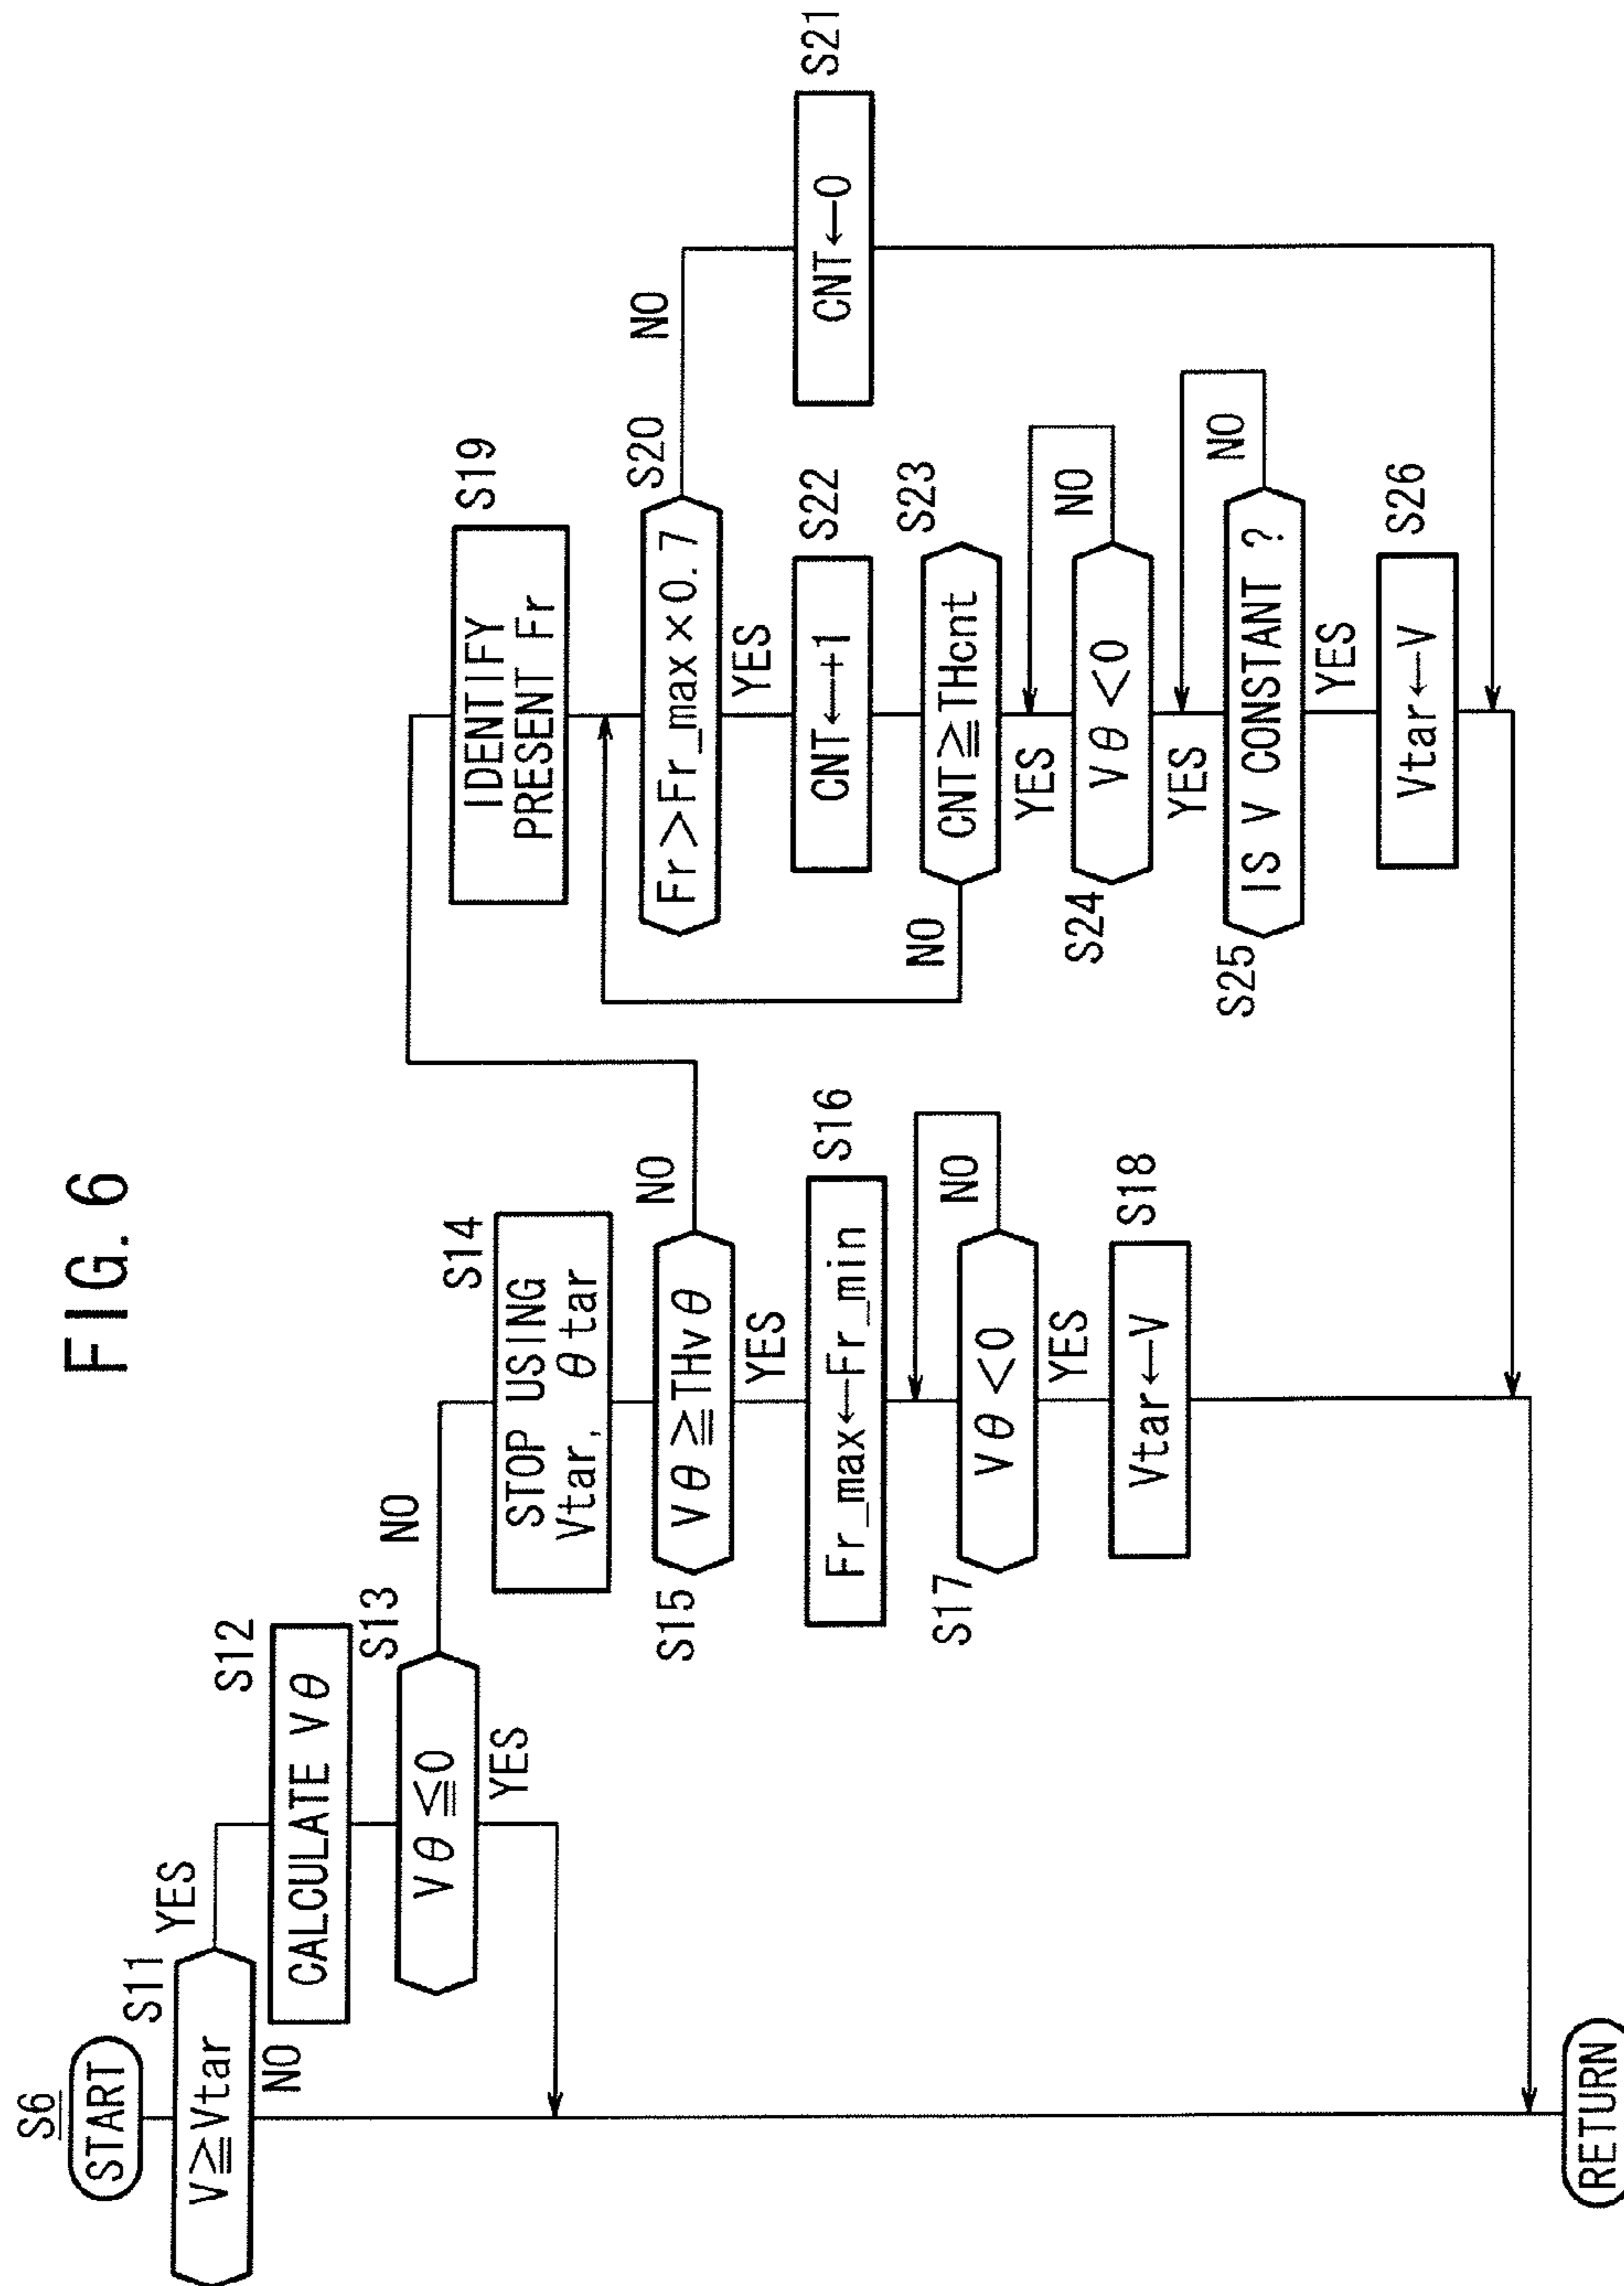 FIG. 6
S6
START
S11
V≧Vtar
YES
NO
S12
CALCULATE Vθ
S13
Vθ≦0
NO
YES
S14
STOP USING
Vtar, θtar
S15
Vθ≧THvθ
NO
YES
S16
Fr_max←Fr_min
S17
Vθ<0
NO
YES
S18
Vtar←V
S19
IDENTIFY
PRESENT Fr
S20
Fr>Fr_max×0.7
NO
YES
S21
CNT←0
S22
CNT←+1
S23
CNT≧THcnt
NO
YES
S24
Vθ<0
NO
YES
S25
IS V CONSTANT ?
NO
YES
S26
Vtar←V
RETURN